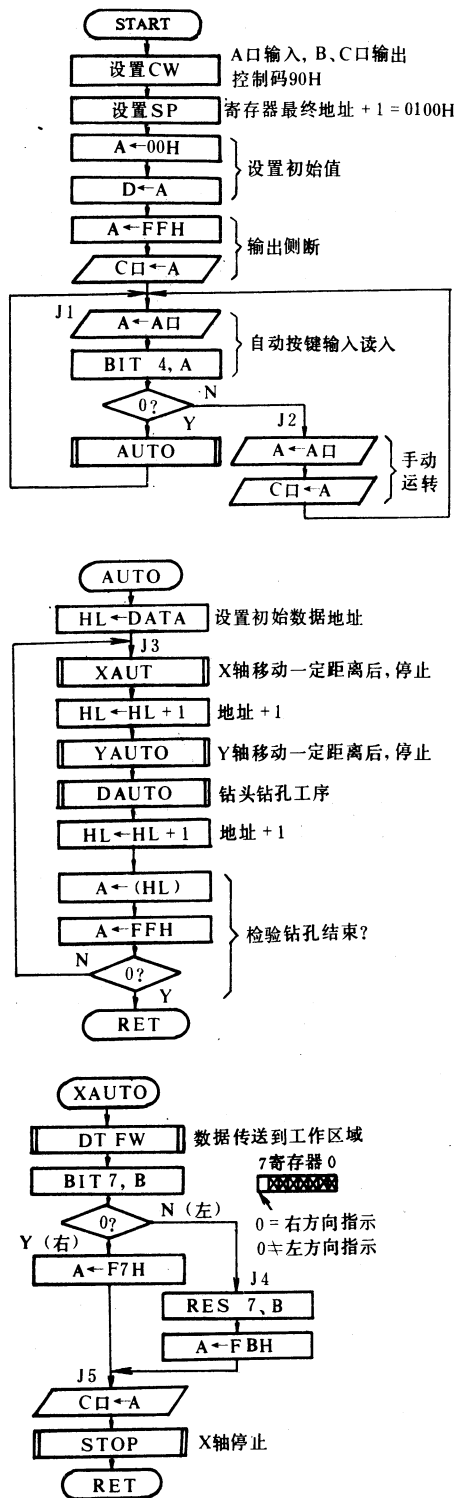 START
设置CW
A口输入, B、C口输出
控制码90H
设置SP
寄存器最终地址 + 1 = 0100H
A←00H
D←A
设置初始值
A←FFH
C口←A
输出侧断
J1
A←A口
BIT 4, A
自动按键输入读入
0?
N
Y
J2
AUTO
A←A口
C口←A
手动
运转
AUTO
HL←DATA
设置初始数据地址
J3
XAUT
X轴移动一定距离后, 停止
HL←HL + 1
地址 +1
YAUTO
Y轴移动一定距离后, 停止
DAUTO
钻头钻孔工序
HL←HL + 1
地址 +1
A←(HL)
A←FFH
检验钻孔结束?
N
0?
Y
RET
XAUTO
DT FW
数据传送到工作区域
BIT 7, B
7寄存器0
0?
N(左)
0 = 右方向指示
0≠左方向指示
Y(右)
A←F7H
J4
RES 7、B
A←FBH
J5
C口←A
STOP
X轴停止
RET